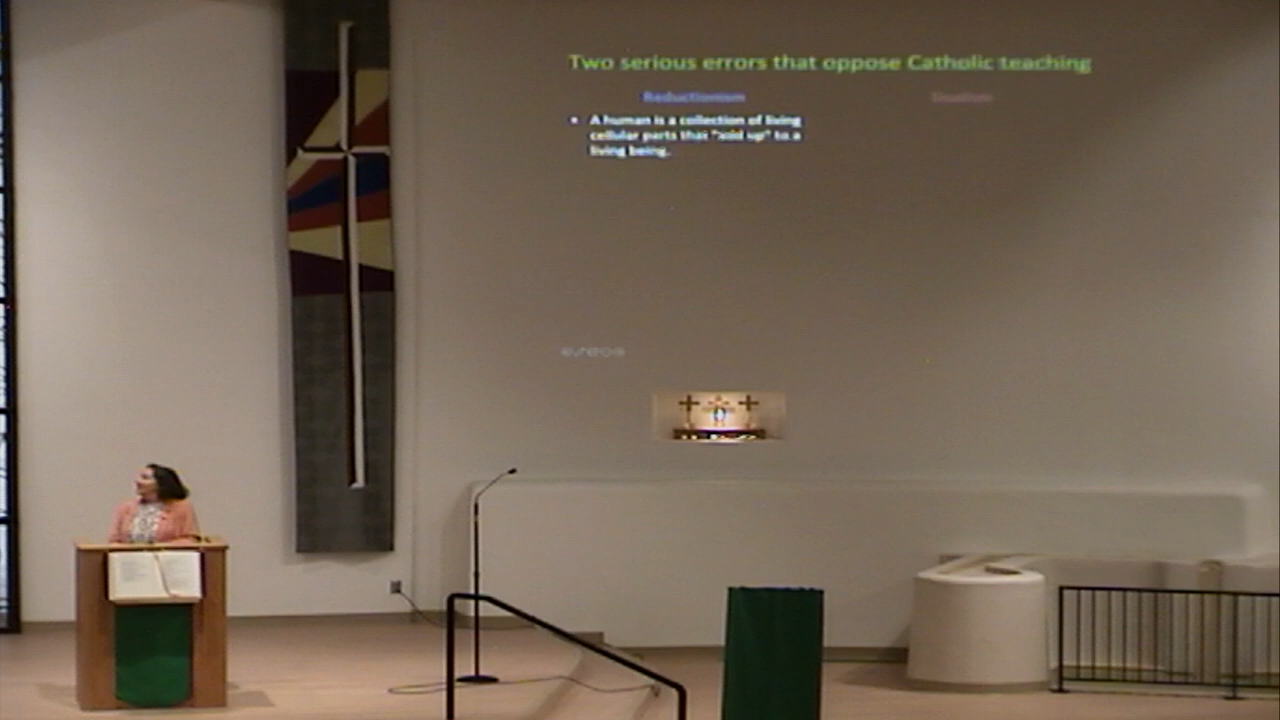 Two serious errors that oppose Catholic teaching
Reductionism
Dualism
• A human is a collection of living
cellular parts that "add up" to a
living being.